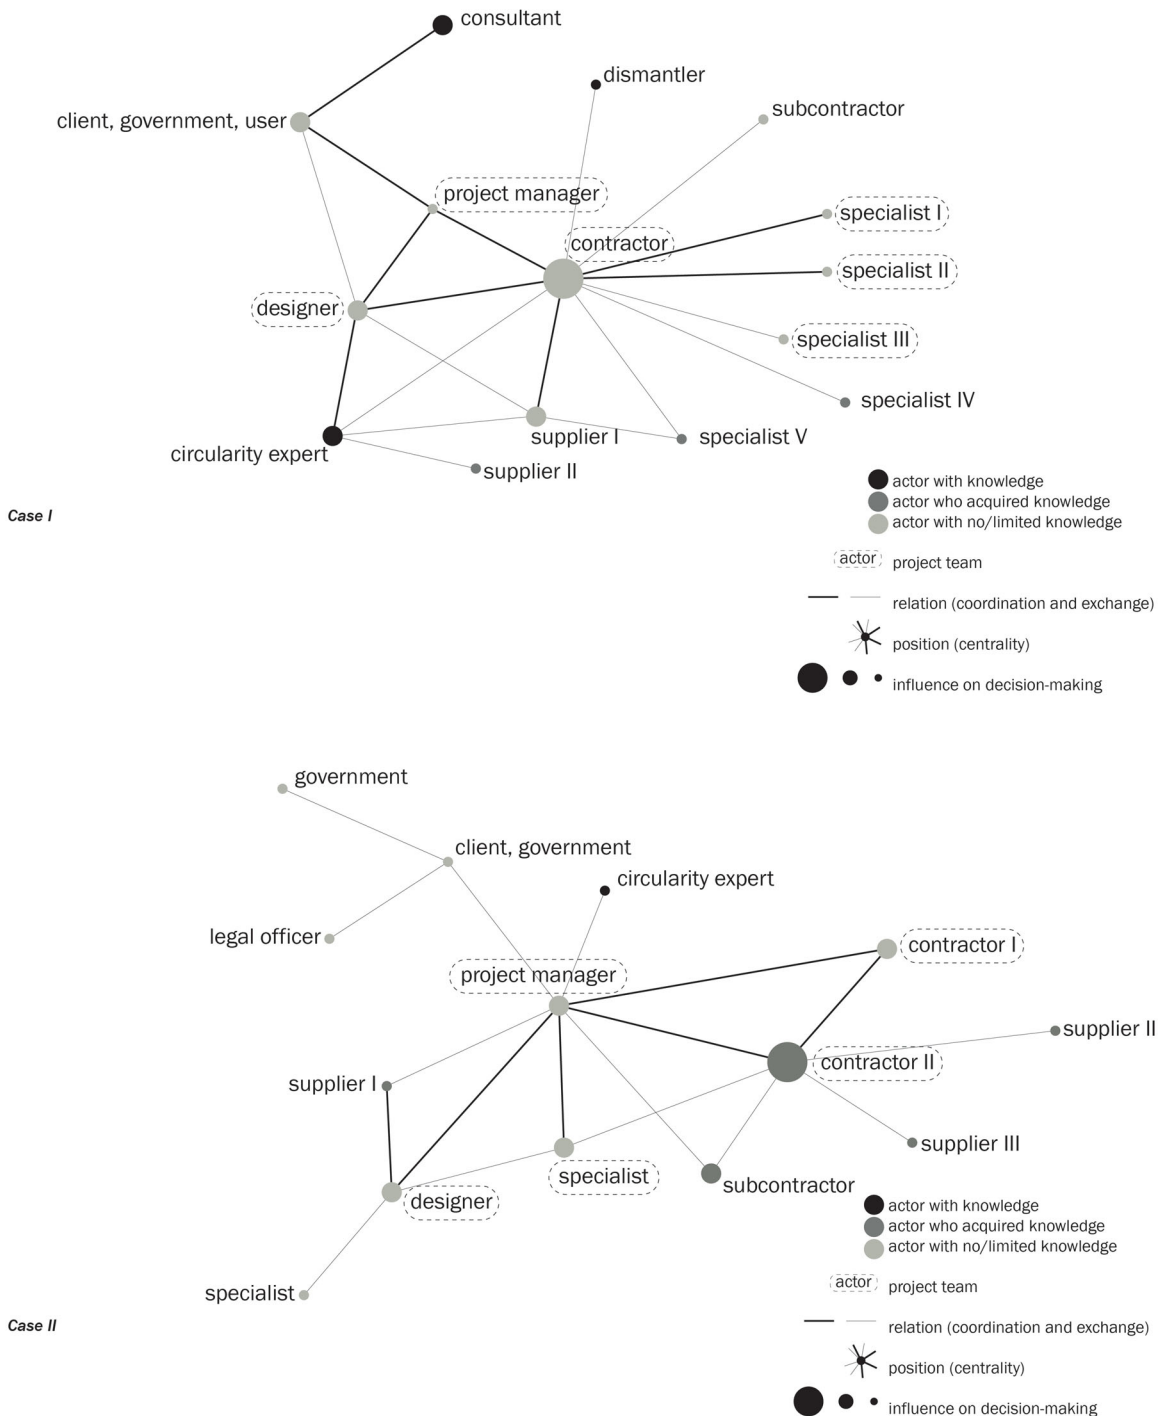 consultant
dismantler
client, government, user
subcontractor
project manager
specialist I
contractor
specialist II
designer
specialist III
specialist IV
supplier I
specialist V
circularity expert
supplier II
actor with knowledge
actor who acquired knowledge
Case I
actor with no/limited knowledge
actor
project team
relation (coordination and exchange)
position (centrality)
influence on decision-making
government
client, government
circularity expert
legal officer
contractor I
project manager
supplier II
contractor II
supplier I
supplier III
specialist
subcontractor
designer
actor with knowledge
actor who acquired knowledge
actor with no/limited knowledge
actor
project team
specialist
Case II
relation (coordination and exchange)
position (centrality)
influence on decision-making